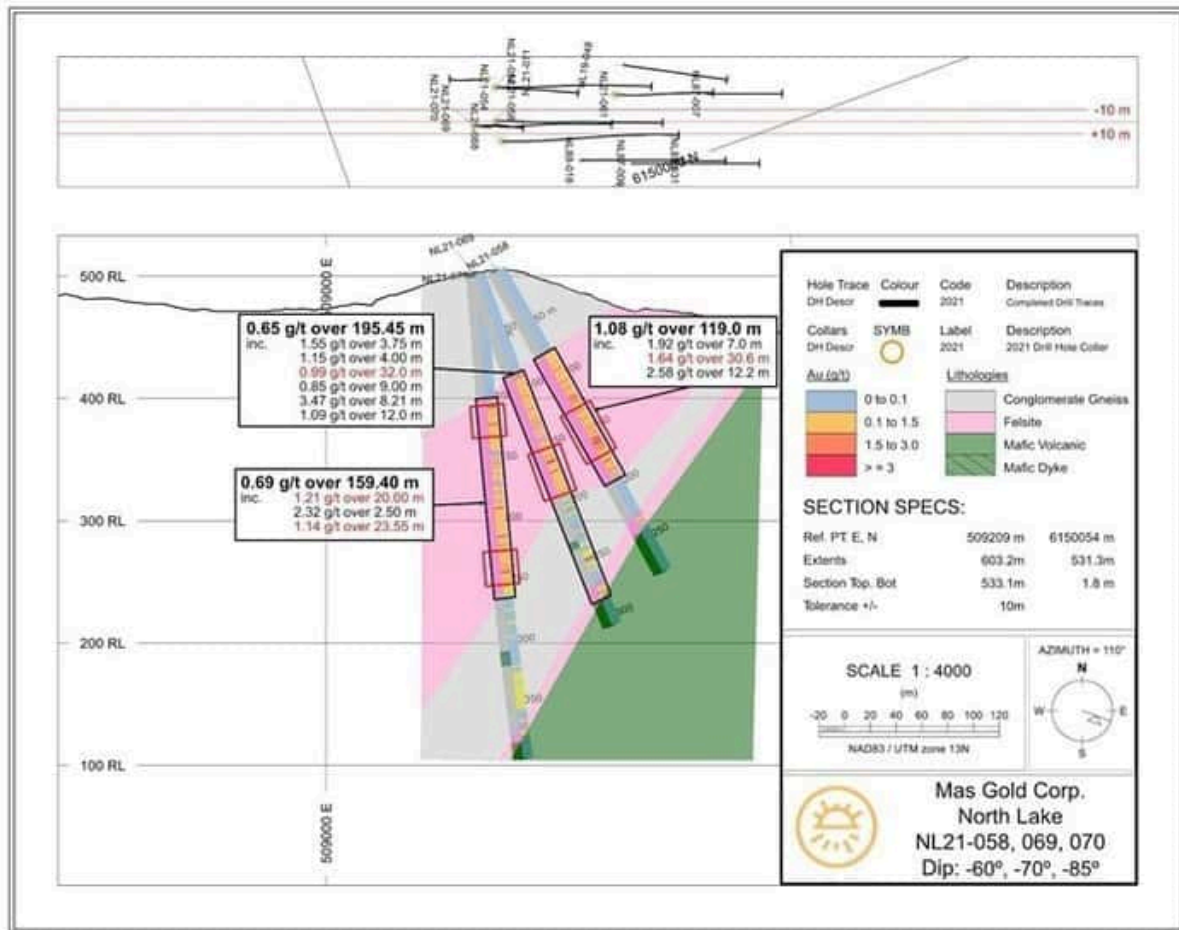 NL21-070
NL21-069
NL21-054
NL21-061
-10 m
+10 m
6150000 N
NL21-069
NL21-058
500 RL
400 RL
300 RL
200 RL
100 RL
509000 E
509000 E
0.65 g/t over 195.45 m
inc. 1.55 g/t over 3.75 m
1.15 g/t over 4.00 m
0.99 g/t over 32.0 m
0.85 g/t over 9.00 m
3.47 g/t over 8.21 m
1.09 g/t over 12.0 m
1.08 g/t over 119.0 m
inc. 1.92 g/t over 7.0 m
1.64 g/t over 30.6 m
2.58 g/t over 12.2 m
0.69 g/t over 159.40 m
inc. 1.21 g/t over 20.00 m
2.32 g/t over 2.50 m
1.14 g/t over 23.55 m
Hole Trace Colour Code Description
DH Descr 2021 Completed Drill Traces
Collars SYMB Label Description
DH Descr 2021 2021 Drill Hole Collar
Au (g/t) Lithologies
0 to 0.1 Conglomerate Gneiss
0.1 to 1.5 Felsite
1.5 to 3.0 Mafic Volcanic
> = 3 Mafic Dyke
SECTION SPECS:
Ref. PT. E, N 509209 m 6150054 m
Extents 603.2m 531.3m
Section Top, Bot 533.1m 1.8 m
Tolerance +/- 10m
SCALE 1 : 4000
(m)
-20 0 20 40 60 80 100 120
NAD83 / UTM zone 13N
AZIMUTH = 110°
N
W E
S
Mas Gold Corp.
North Lake
NL21-058, 069, 070
Dip: -60º, -70º, -85º